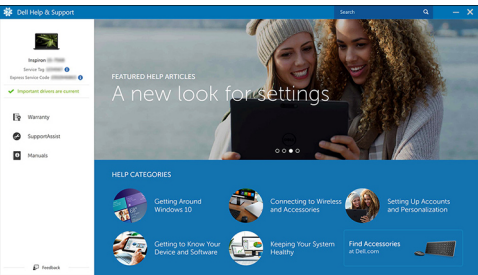 Dell Help & Support
Search
Inspiron
Service Tag
Express Service Code
Important drivers are current
Warranty
SupportAssist
Manuals
Feedback
FEATURED HELP ARTICLES
A new look for settings
HELP CATEGORIES
Getting Around
Windows 10
Connecting to Wireless
and Accessories
Setting Up Accounts
and Personalization
Getting to Know Your
Device and Software
Keeping Your System
Healthy
Find Accessories
at Dell.com